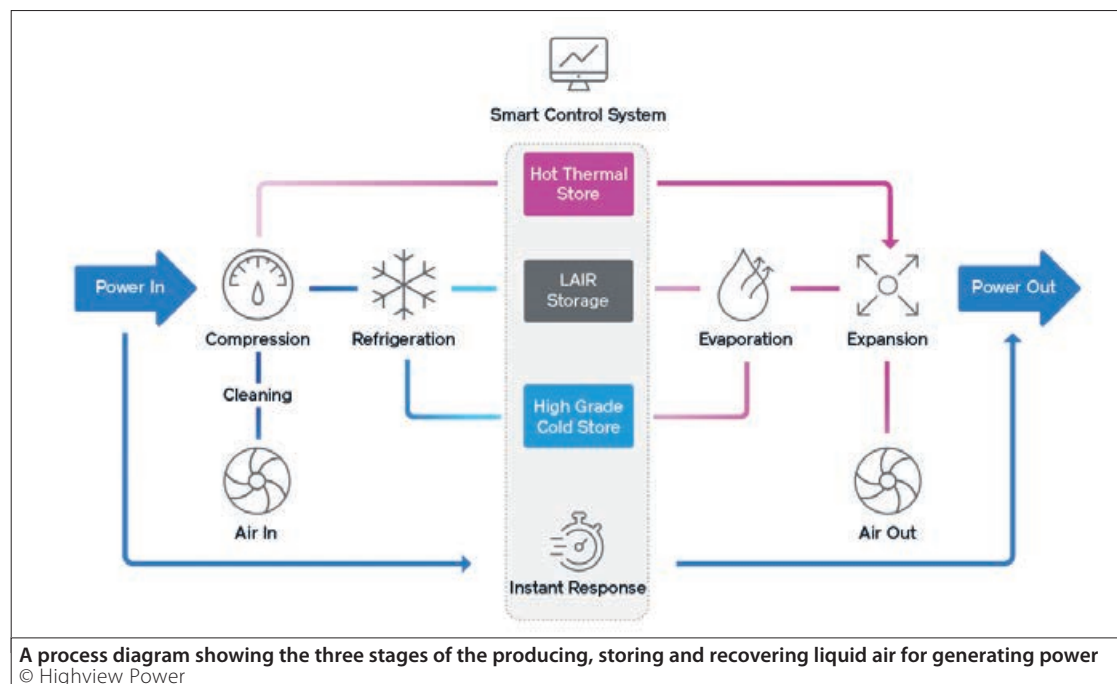 Smart Control System
Hot Thermal
Store
Power In
LAIR
Storage
Power Out
Compression
Refrigeration
Evaporation
Expansion
Cleaning
High Grade
Cold Store
Air In
Air Out
Instant Response
A process diagram showing the three stages of the producing, storing and recovering liquid air for generating power
© Highview Power